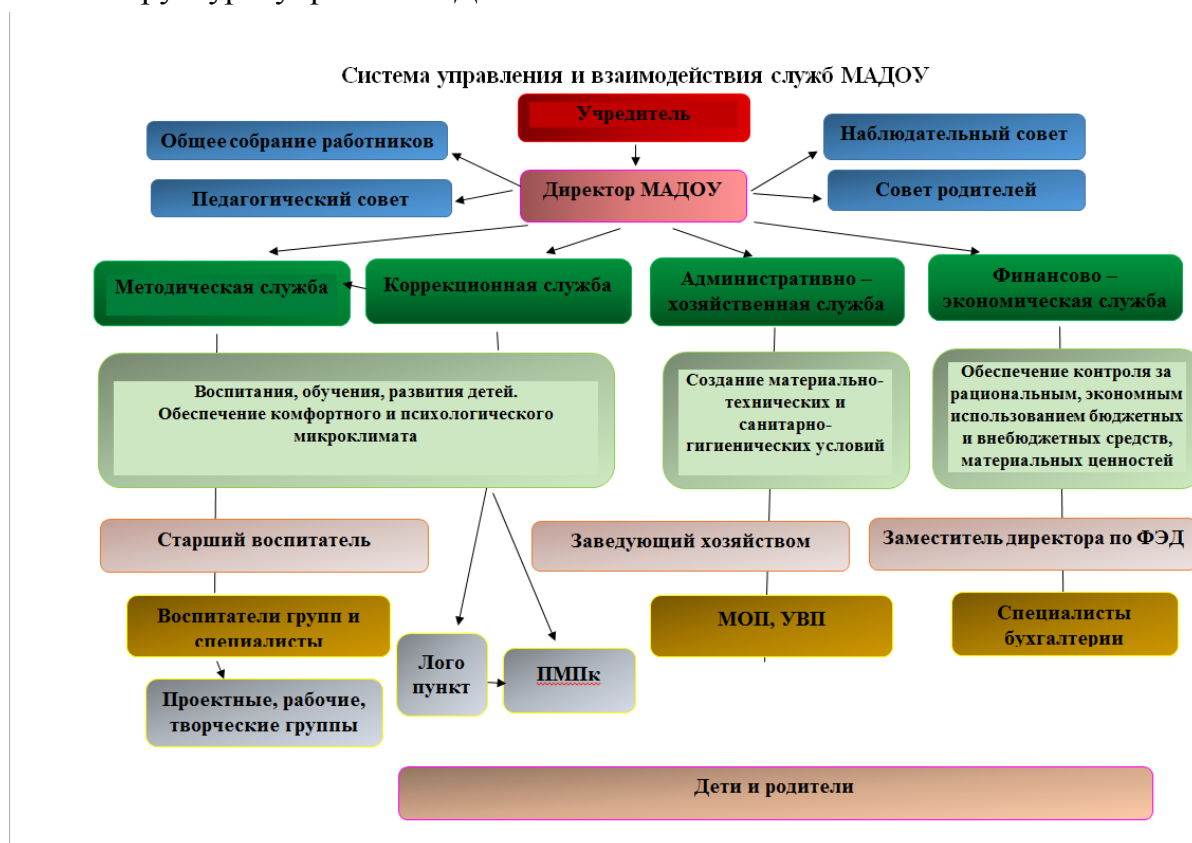 Система управления и взаимодействия служб МАДОУ
Учредитель
Общее собрание работников
Наблюдательный совет
Директор МАДОУ
Педагогический совет
Совет родителей
Методическая служба
Коррекционная служба
Административно –
хозяйственная служба
Финансово –
экономическая служба
Воспитания, обучения, развития детей.
Обеспечение комфортного и психологического
микроклимата
Создание материально-
технических и
санитарно-
гигиенических условий
Обеспечение контроля за
рациональным, экономным
использованием бюджетных
и внебюджетных средств,
материальных ценностей
Старший воспитатель
Заведующий хозяйством
Заместитель директора по ФЭД
Воспитатели групп и
специалисты
МОП, УВП
Специалисты
бухгалтерии
Лого
пункт
ПМПк
Проектные, рабочие,
творческие группы
Дети и родители